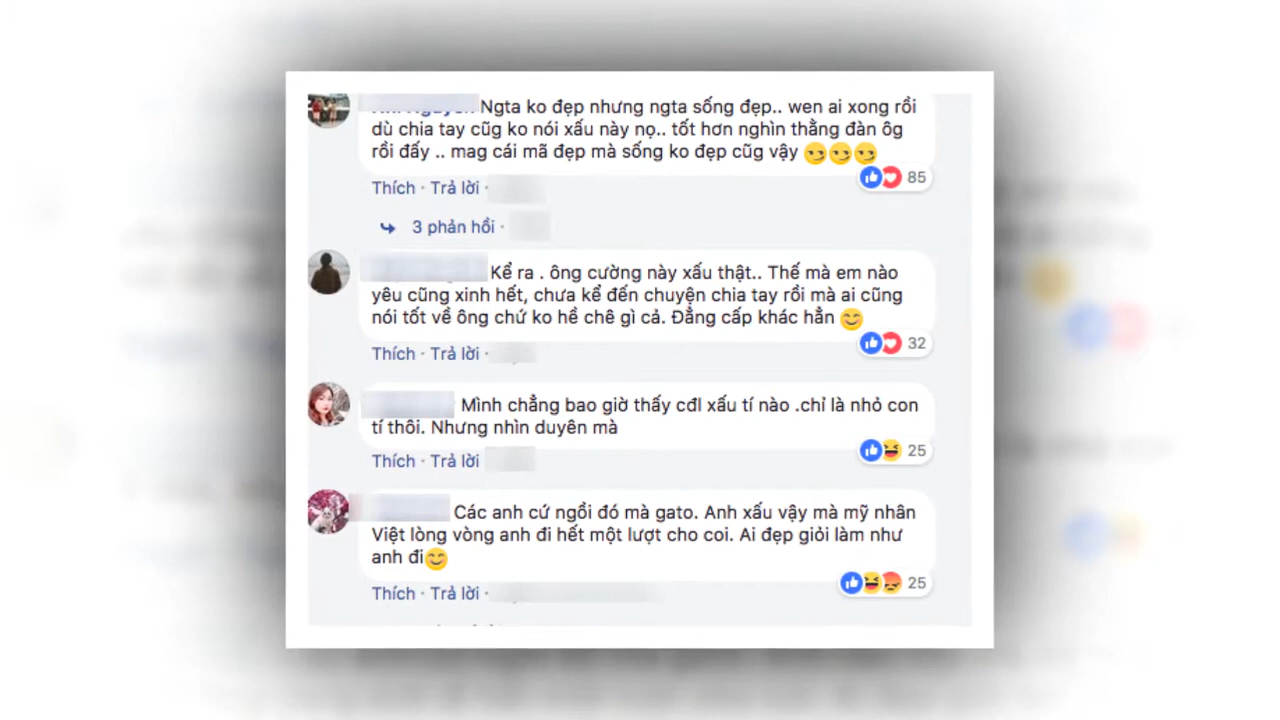 Ngta ko đẹp nhưng ngta sống đẹp.. wen ai xong rồi
dù chia tay cũg ko nói xấu này nọ.. tốt hơn nghìn thằng đàn ôg
rồi đấy .. mag cái mã đẹp mà sống ko đẹp cũg vậy 😏😏😏
85
Thích · Trả lời ·
3 phản hồi ·
Kể ra . ông cường này xấu thật.. Thế mà em nào
yêu cũng xinh hết, chưa kể đến chuyện chia tay rồi mà ai cũng
nói tốt về ông chứ ko hề chê gì cả. Đẳng cấp khác hẳn 😊
32
Thích · Trả lời ·
Mình chẳng bao giờ thấy cđl xấu tí nào .chỉ là nhỏ con
tí thôi. Nhưng nhìn duyên mà
25
Thích · Trả lời
Các anh cứ ngồi đó mà gato. Anh xấu vậy mà mỹ nhân
Việt lòng vòng anh đi hết một lượt cho coi. Ai đẹp giỏi làm như
anh đi😊
25
Thích · Trả lời ·